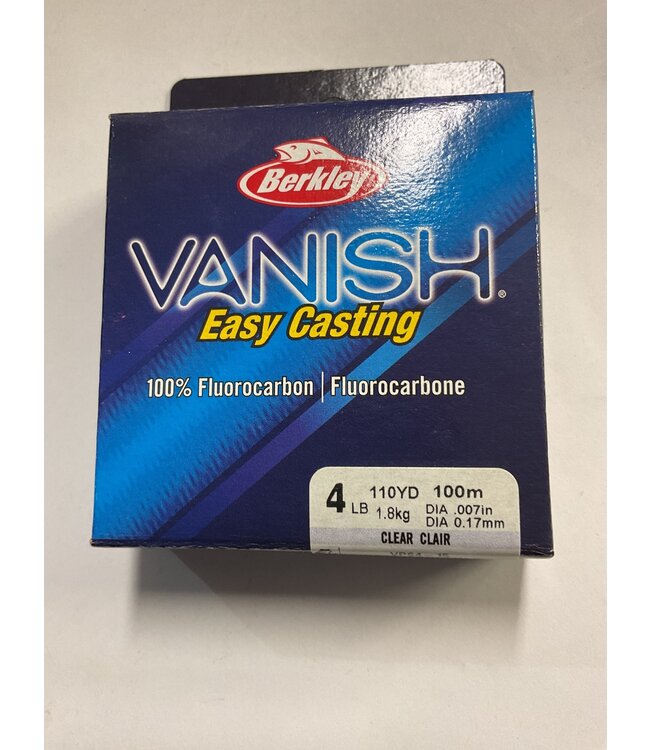 Berkley
VANISH®
Easy Casting
100% Fluorocarbon | Fluorocarbone
4 LB 110YD 100m
1.8kg DIA .007in
DIA 0.17mm
CLEAR CLAIR